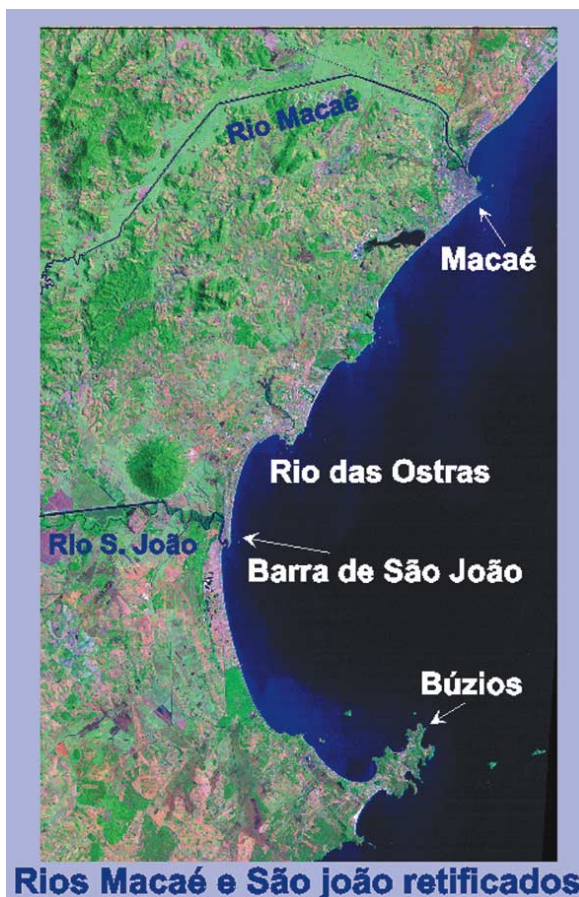 Rio Macaé
Macaé
Rio das Ostras
Rio S. João
Barra de São João
Búzios
Rios Macaé e São joão retificados